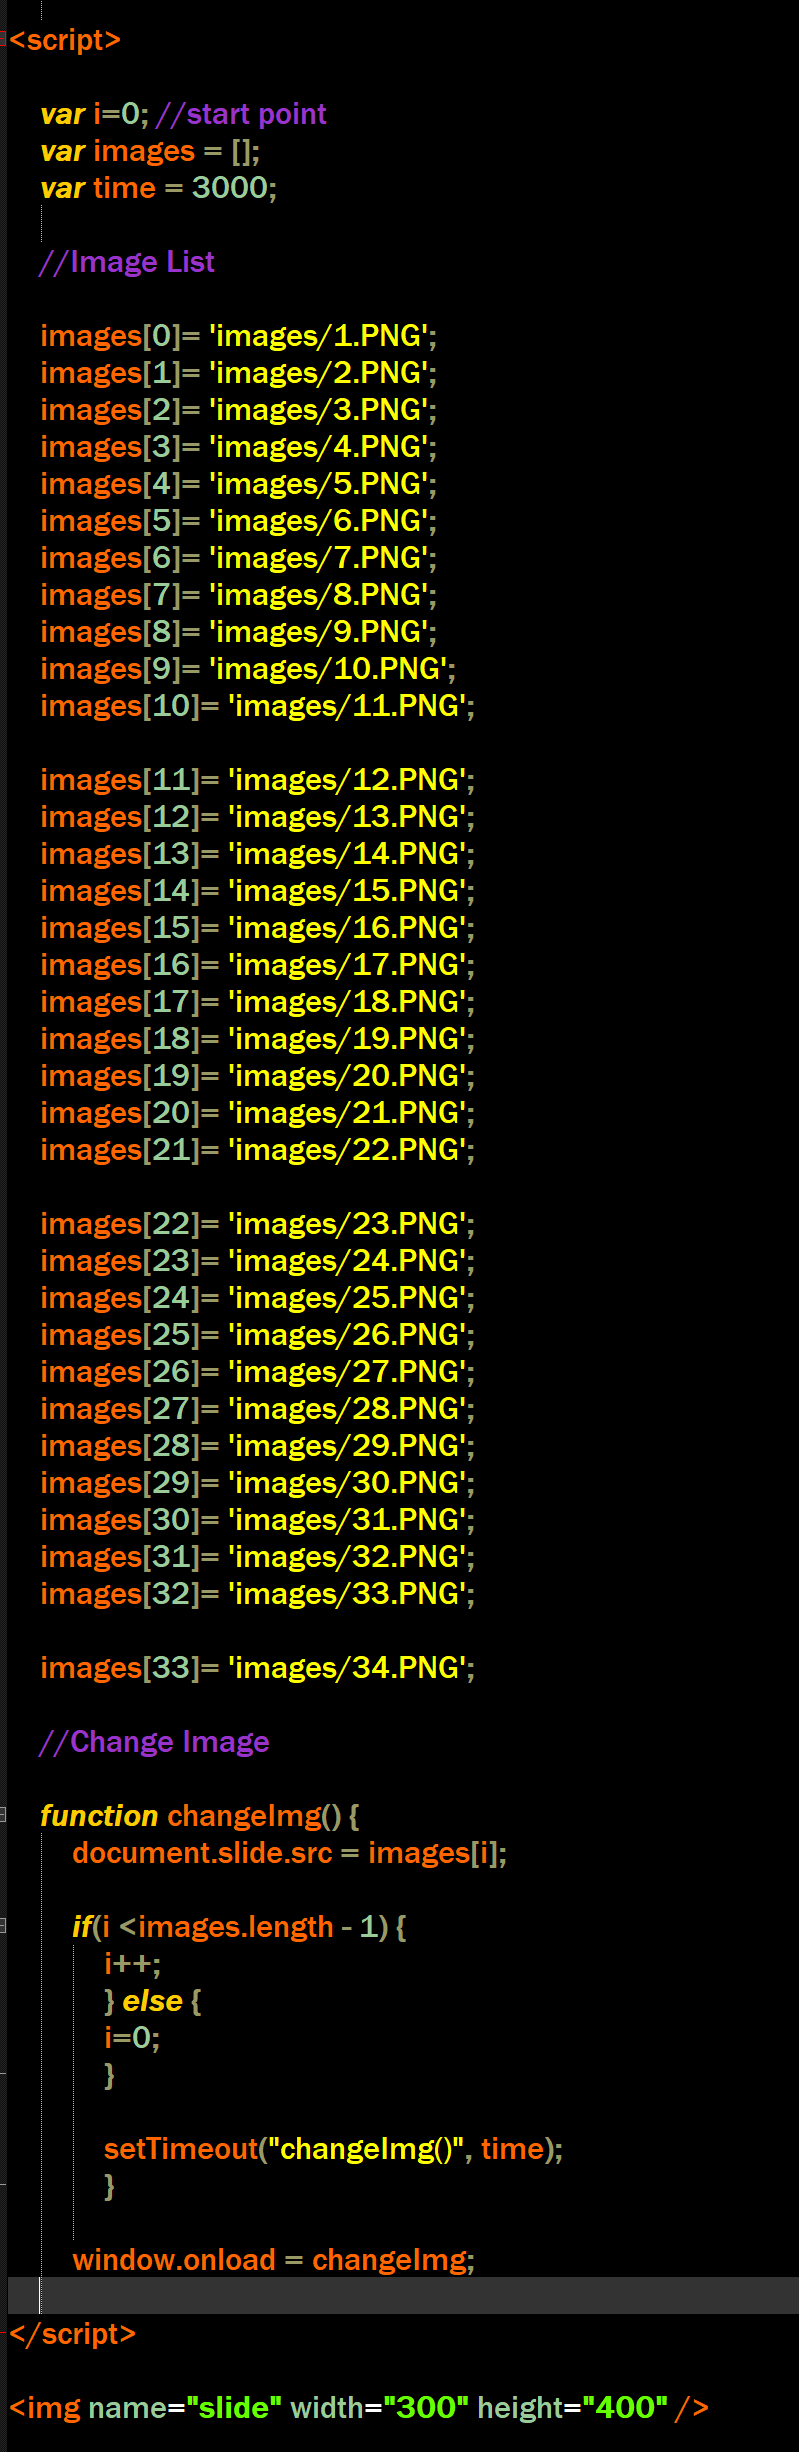 <script>
var i=0; //start point
var images = [];
var time = 3000;
//Image List
images[0]= 'images/1.PNG';
images[1]= 'images/2.PNG';
images[2]= 'images/3.PNG';
images[3]= 'images/4.PNG';
images[4]= 'images/5.PNG';
images[5]= 'images/6.PNG';
images[6]= 'images/7.PNG';
images[7]= 'images/8.PNG';
images[8]= 'images/9.PNG';
images[9]= 'images/10.PNG';
images[10]= 'images/11.PNG';
images[11]= 'images/12.PNG';
images[12]= 'images/13.PNG';
images[13]= 'images/14.PNG';
images[14]= 'images/15.PNG';
images[15]= 'images/16.PNG';
images[16]= 'images/17.PNG';
images[17]= 'images/18.PNG';
images[18]= 'images/19.PNG';
images[19]= 'images/20.PNG';
images[20]= 'images/21.PNG';
images[21]= 'images/22.PNG';
images[22]= 'images/23.PNG';
images[23]= 'images/24.PNG';
images[24]= 'images/25.PNG';
images[25]= 'images/26.PNG';
images[26]= 'images/27.PNG';
images[27]= 'images/28.PNG';
images[28]= 'images/29.PNG';
images[29]= 'images/30.PNG';
images[30]= 'images/31.PNG';
images[31]= 'images/32.PNG';
images[32]= 'images/33.PNG';
images[33]= 'images/34.PNG';
//Change Image
function changeImg() {
document.slide.src = images[i];
if(i <images.length - 1) {
i++;
} else {
i=0;
}
setTimeout("changeImg()", time);
}
window.onload = changeImg;
</script>
<img name="slide" width="300" height="400" />